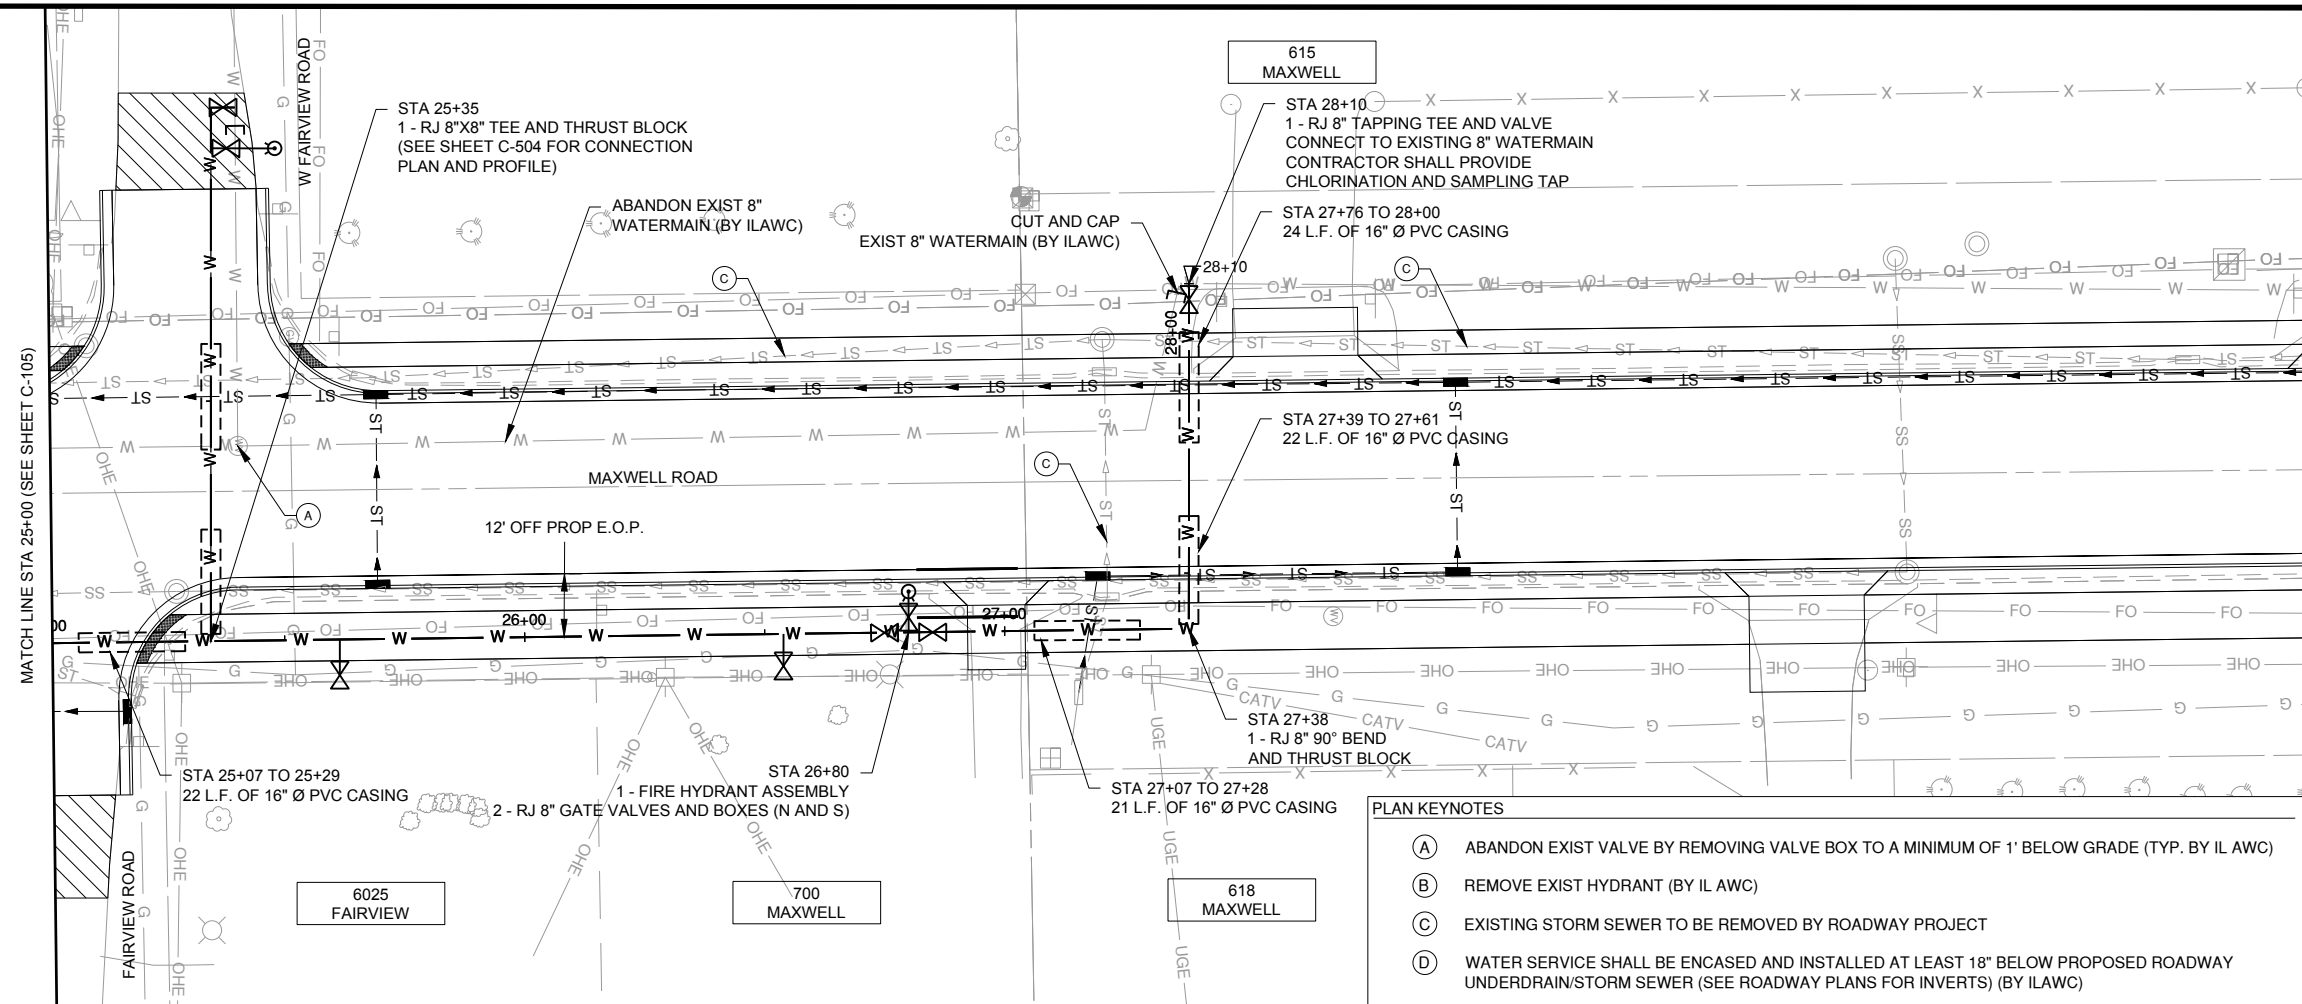 615
MAXWELL
W FAIRVIEW ROAD
STA 25+35
1 - RJ 8"X8" TEE AND THRUST BLOCK
(SEE SHEET C-504 FOR CONNECTION
PLAN AND PROFILE)
STA 28+10
1 - RJ 8" TAPPING TEE AND VALVE
CONNECT TO EXISTING 8" WATERMAIN
CONTRACTOR SHALL PROVIDE
CHLORINATION AND SAMPLING TAP
ABANDON EXIST 8"
WATERMAIN (BY ILAWC)
CUT AND CAP
EXIST 8" WATERMAIN (BY ILAWC)
STA 27+76 TO 28+00
24 L.F. OF 16" Ø PVC CASING
C
C
28+10
28+00
MATCH LINE STA 25+00 (SEE SHEET C-105)
STA 27+39 TO 27+61
22 L.F. OF 16" Ø PVC CASING
C
MAXWELL ROAD
A
12' OFF PROP E.O.P.
26+00
27+00
STA 27+38
1 - RJ 8" 90° BEND
AND THRUST BLOCK
STA 25+07 TO 25+29
22 L.F. OF 16" Ø PVC CASING
STA 26+80
1 - FIRE HYDRANT ASSEMBLY
2 - RJ 8" GATE VALVES AND BOXES (N AND S)
STA 27+07 TO 27+28
21 L.F. OF 16" Ø PVC CASING
FAIRVIEW ROAD
6025
FAIRVIEW
700
MAXWELL
618
MAXWELL
PLAN KEYNOTES
A ABANDON EXIST VALVE BY REMOVING VALVE BOX TO A MINIMUM OF 1' BELOW GRADE (TYP. BY IL AWC)
B REMOVE EXIST HYDRANT (BY IL AWC)
C EXISTING STORM SEWER TO BE REMOVED BY ROADWAY PROJECT
D WATER SERVICE SHALL BE ENCASED AND INSTALLED AT LEAST 18" BELOW PROPOSED ROADWAY
UNDERDRAIN/STORM SEWER (SEE ROADWAY PLANS FOR INVERTS) (BY ILAWC)